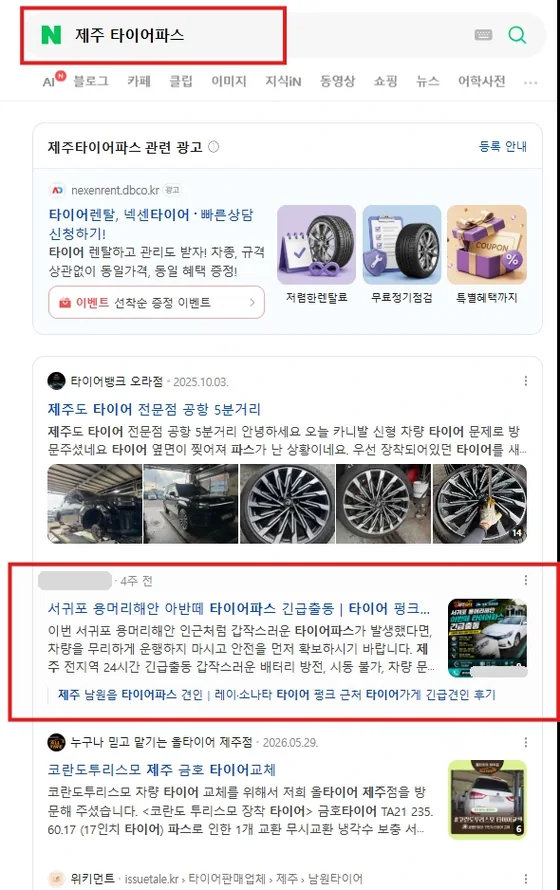 N 제주 타이어파스
AI N 블로그 카페 클립 이미지 지식iN 동영상 쇼핑 뉴스 어학사전 ···
제주타이어파스 관련 광고 등록 안내
nexenrent.dbco.kr 광고
타이어렌탈, 넥센타이어 · 빠른상담
신청하기!
타이어 렌탈하고 관리도 받자! 차종, 규격
상관없이 동일가격, 동일 혜택 증정!
이벤트 선착순 증정 이벤트
COUPON
%
저렴한렌탈료 무료정기점검 특별혜택까지
타이어뱅크 오라점 · 2025.10.03.
제주도 타이어 전문점 공항 5분거리
제주도 타이어 전문점 공항 5분거리 안녕하세요 오늘 카니발 신형 차량 타이어 문제로 방
문주셨네요 타이어 옆면이 찢어져 파스가 난 상황이네요. 우선 장착되어있던 타이어를 새...
14
· 4주 전
서귀포 용머리해안 아반떼 타이어파스 긴급출동 | 타이어 펑크...
이번 서귀포 용머리해안 인근처럼 갑작스러운 타이어파스가 발생했다면,
차량을 무리하게 운행하지 마시고 안전을 먼저 확보하시기 바랍니다. 제
주 전지역 24시간 긴급출동 갑작스러운 배터리 방전, 시동 불가, 차량 문...
서귀포 용머리해안
아반떼 타이어파스
긴급출동
제주 남원읍 타이어파스 견인 | 레이·소나타 타이어 펑크 근처 타이어가게 긴급견인 후기
누구나 믿고 맡기는 올타이어 제주점 · 2026.05.29.
코란도투리스모 제주 금호 타이어교체
코란도투리스모 차량 타이어 교체를 위해서 저희 올타이어 제주점을 방
문해 주셨습니다. <코란도 투리스모 장착 타이어> 금호타이어 TA21 235.
60.17 (17인치 타이어) 파스로 인한 1개 교환 무시교환 냉각수 보충 서...
6
위키먼트 · issuetale.kr › 타이어판매업체 › 제주 › 남원타이어